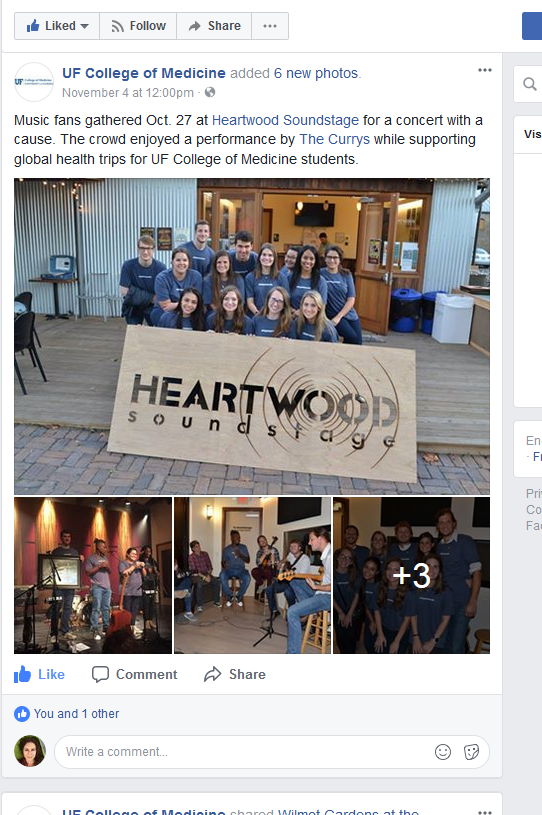 Liked
Follow
Share
UF College of Medicine added 6 new photos.
November 4 at 12:00pm ·
Music fans gathered Oct. 27 at Heartwood Soundstage for a concert with a
cause. The crowd enjoyed a performance by The Currys while supporting
global health trips for UF College of Medicine students.
HEARTWOOD
soundstage
+3
Like
Comment
Share
You and 1 other
Write a comment...
UF College of Medicine shared Wilmot Gardens at the
Vis
En
· Fr
Pri
Co
Fac